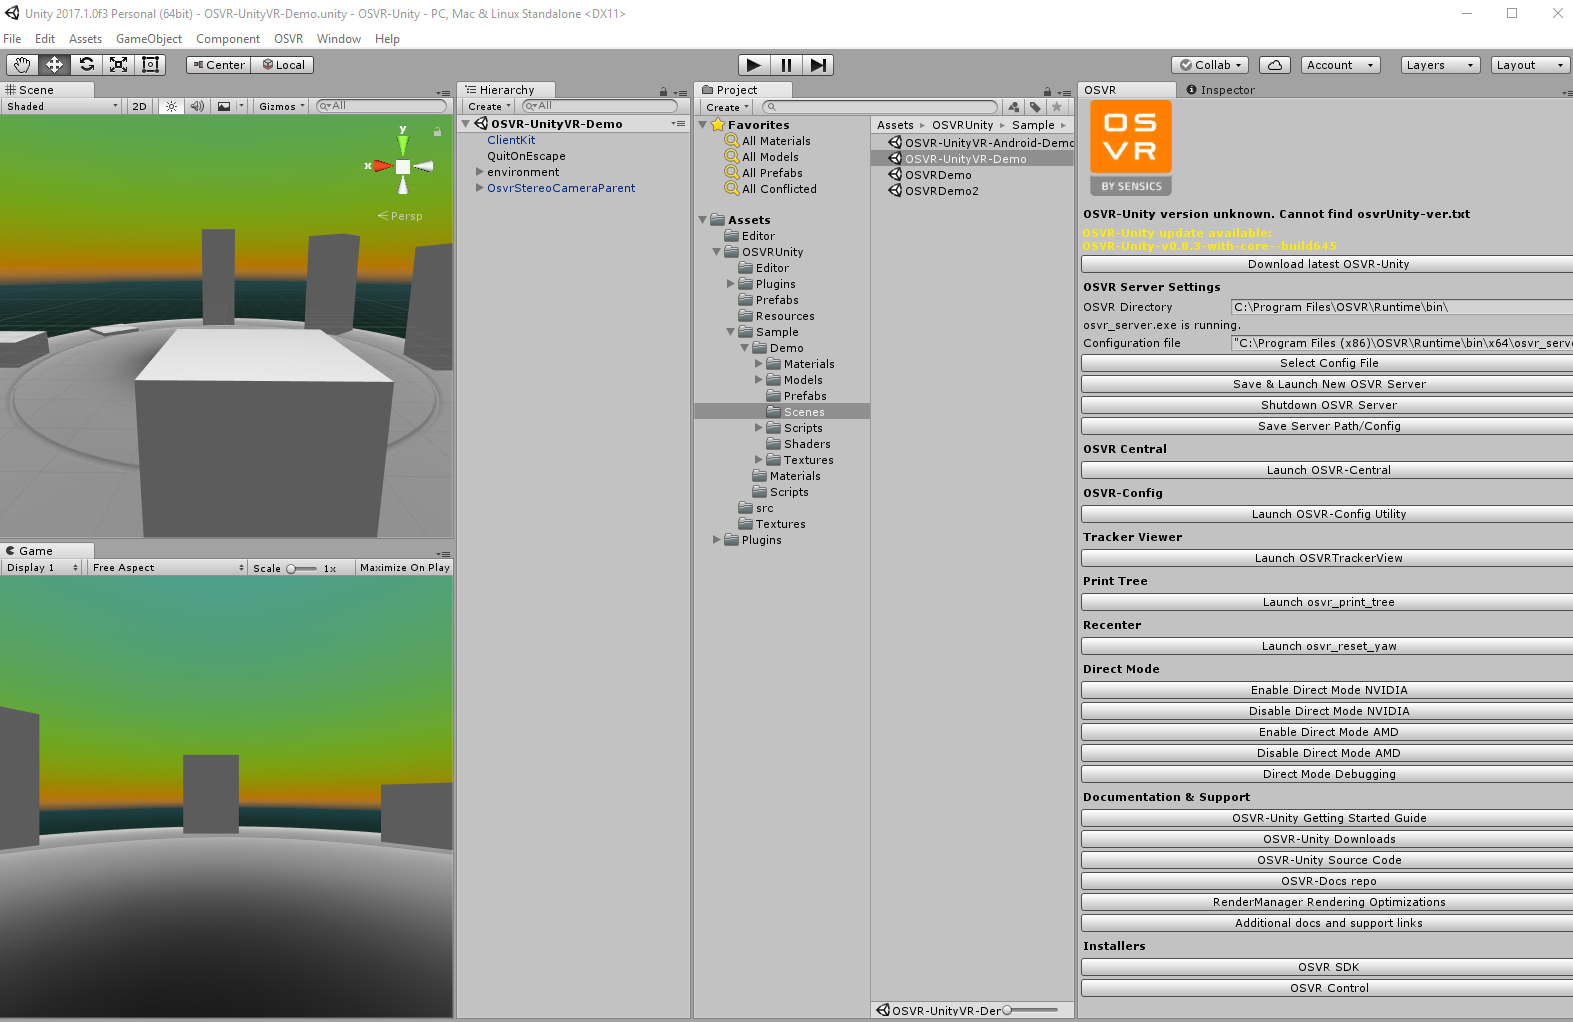 Unity 2017.1.0f3 Personal (64bit) - OSVR-UnityVR-Demo.unity - OSVR-Unity - PC, Mac & Linux Standalone <DX11>
File Edit Assets GameObject Component OSVR Window Help
Center Local Collab Account Layers Layout
Scene
Shaded 2D Gizmos All
y
x
Persp
Game
Display 1 Free Aspect Scale 1x Maximize On Play
Hierarchy
Create All
OSVR-UnityVR-Demo
ClientKit
QuitOnEscape
environment
OsvrStereoCameraParent
Project
Create
Favorites
All Materials
All Models
All Prefabs
All Conflicted
Assets
Editor
OSVRUnity
Editor
Plugins
Prefabs
Resources
Sample
Demo
Materials
Models
Prefabs
Scenes
Scripts
Shaders
Textures
Materials
Scripts
src
Textures
Plugins
Assets OSVRUnity Sample
OSVR-UnityVR-Android-Demo
OSVR-UnityVR-Demo
OSVRDemo
OSVRDemo2
OSVR-UnityVR-Der
OSVR Inspector
OS
VR
BY SENSICS
OSVR-Unity version unknown. Cannot find osvrUnity-ver.txt
OSVR-Unity update available:
OSVR-Unity-v0.8.3-with-core--build645
Download latest OSVR-Unity
OSVR Server Settings
OSVR Directory C:\Program Files\OSVR\Runtime\bin\
osvr_server.exe is running.
Configuration file "C:\Program Files (x86)\OSVR\Runtime\bin\x64\osvr_serve
Select Config File
Save & Launch New OSVR Server
Shutdown OSVR Server
Save Server Path/Config
OSVR Central
Launch OSVR-Central
OSVR-Config
Launch OSVR-Config Utility
Tracker Viewer
Launch OSVRTrackerView
Print Tree
Launch osvr_print_tree
Recenter
Launch osvr_reset_yaw
Direct Mode
Enable Direct Mode NVIDIA
Disable Direct Mode NVIDIA
Enable Direct Mode AMD
Disable Direct Mode AMD
Direct Mode Debugging
Documentation & Support
OSVR-Unity Getting Started Guide
OSVR-Unity Downloads
OSVR-Unity Source Code
OSVR-Docs repo
RenderManager Rendering Optimizations
Additional docs and support links
Installers
OSVR SDK
OSVR Control